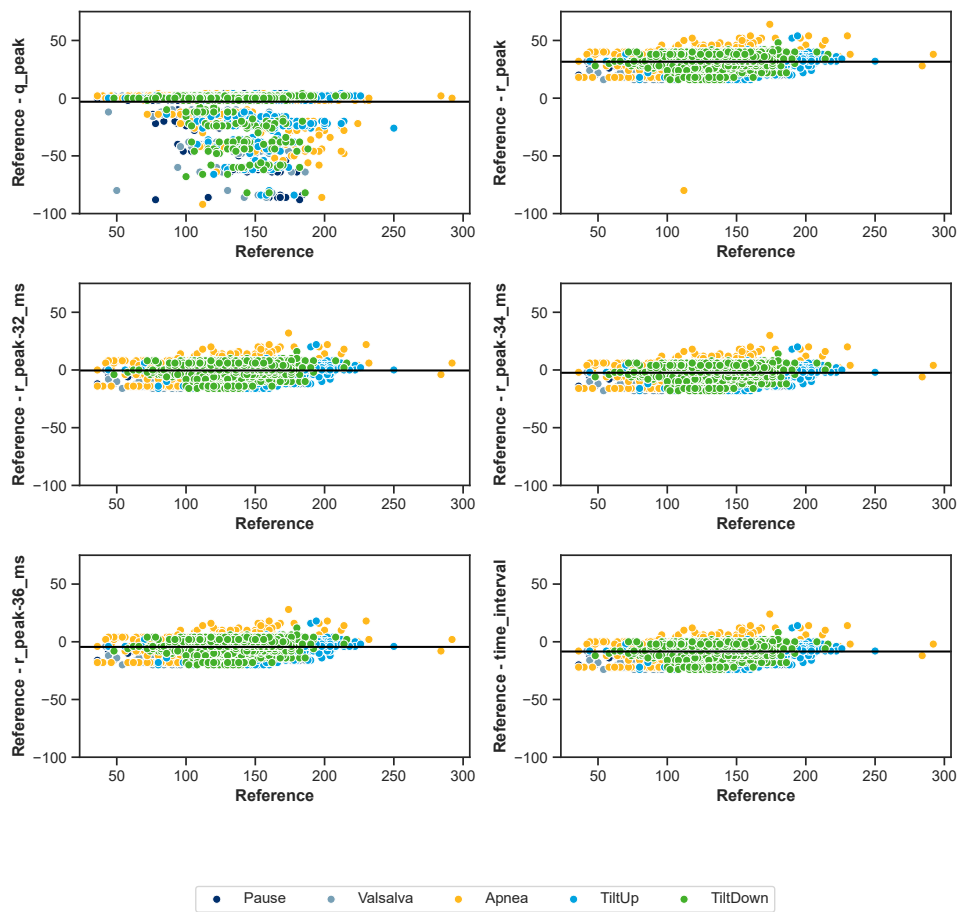 Reference - q_peak
50
0
−50
−100
50 100 150 200 250 300
Reference
Reference - r_peak
50
0
−50
−100
50 100 150 200 250 300
Reference
Reference - r_peak-32_ms
50
0
−50
−100
50 100 150 200 250 300
Reference
Reference - r_peak-34_ms
50
0
−50
−100
50 100 150 200 250 300
Reference
Reference - r_peak-36_ms
50
0
−50
−100
50 100 150 200 250 300
Reference
Reference - time_interval
50
0
−50
−100
50 100 150 200 250 300
Reference
Pause Valsalva Apnea TiltUp TiltDown